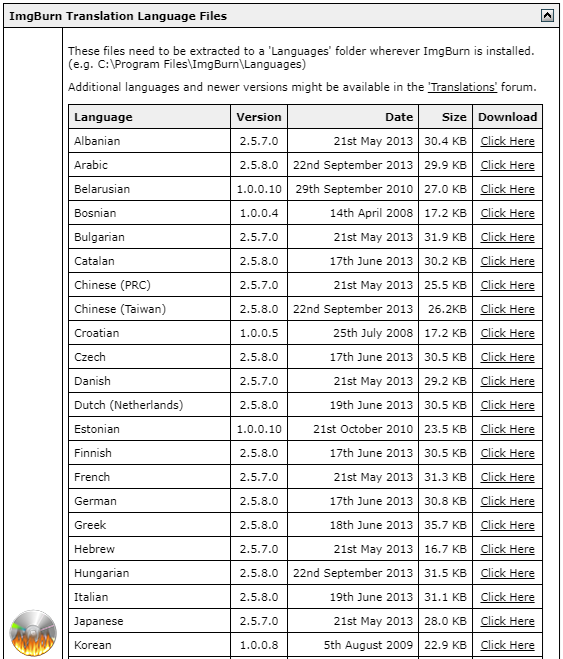 ImgBurn Translation Language Files
These files need to be extracted to a 'Languages' folder wherever ImgBurn is installed.
(e.g. C:\Program Files\ImgBurn\Languages)
Additional languages and newer versions might be available in the 'Translations' forum.
Language Version Date Size Download
Albanian 2.5.7.0 21st May 2013 30.4 KB Click Here
Arabic 2.5.8.0 22nd September 2013 29.9 KB Click Here
Belarusian 1.0.0.10 29th September 2010 27.0 KB Click Here
Bosnian 1.0.0.4 14th April 2008 17.2 KB Click Here
Bulgarian 2.5.7.0 21st May 2013 31.9 KB Click Here
Catalan 2.5.8.0 17th June 2013 30.2 KB Click Here
Chinese (PRC) 2.5.7.0 21st May 2013 25.5 KB Click Here
Chinese (Taiwan) 2.5.8.0 22nd September 2013 26.2KB Click Here
Croatian 1.0.0.5 25th July 2008 17.2 KB Click Here
Czech 2.5.8.0 17th June 2013 30.5 KB Click Here
Danish 2.5.7.0 21st May 2013 29.2 KB Click Here
Dutch (Netherlands) 2.5.8.0 19th June 2013 30.5 KB Click Here
Estonian 1.0.0.10 21st October 2010 23.5 KB Click Here
Finnish 2.5.8.0 17th June 2013 30.5 KB Click Here
French 2.5.7.0 21st May 2013 31.3 KB Click Here
German 2.5.8.0 17th June 2013 30.8 KB Click Here
Greek 2.5.8.0 18th June 2013 35.7 KB Click Here
Hebrew 2.5.7.0 21st May 2013 16.7 KB Click Here
Hungarian 2.5.8.0 22nd September 2013 31.5 KB Click Here
Italian 2.5.8.0 19th June 2013 31.1 KB Click Here
Japanese 2.5.7.0 21st May 2013 28.0 KB Click Here
Korean 1.0.0.8 5th August 2009 22.9 KB Click Here